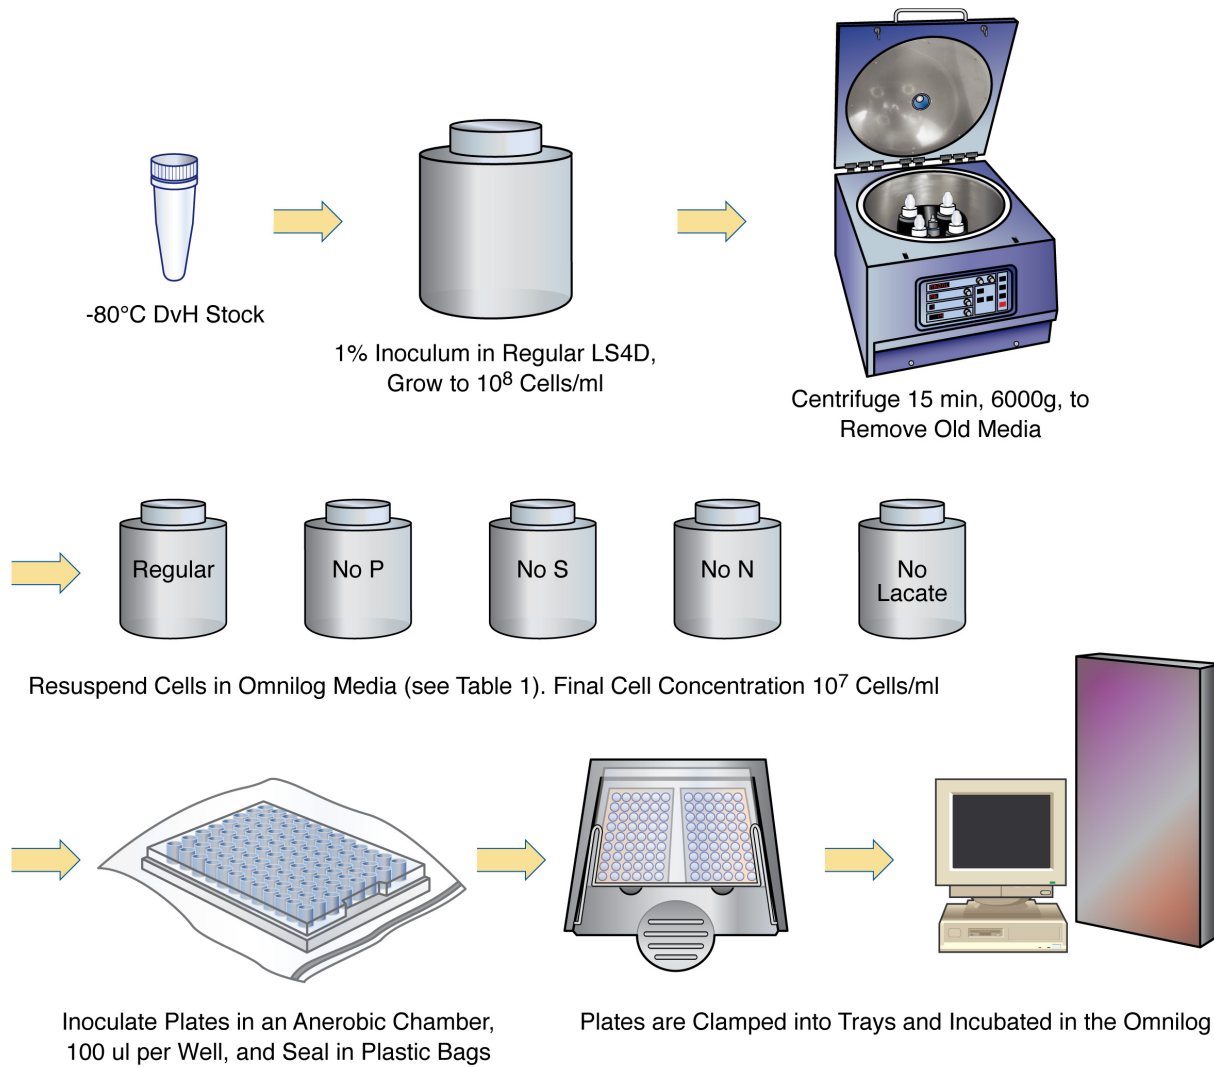 -80°C DvH Stock
1% Inoculum in Regular LS4D,
Grow to 10⁸ Cells/ml
Centrifuge 15 min, 6000g, to
Remove Old Media
Regular
No P
No S
No N
No
Lacate
Resuspend Cells in Omnilog Media (see Table 1). Final Cell Concentration 10⁷ Cells/ml
Inoculate Plates in an Anerobic Chamber,
100 ul per Well, and Seal in Plastic Bags
Plates are Clamped into Trays and Incubated in the Omnilog